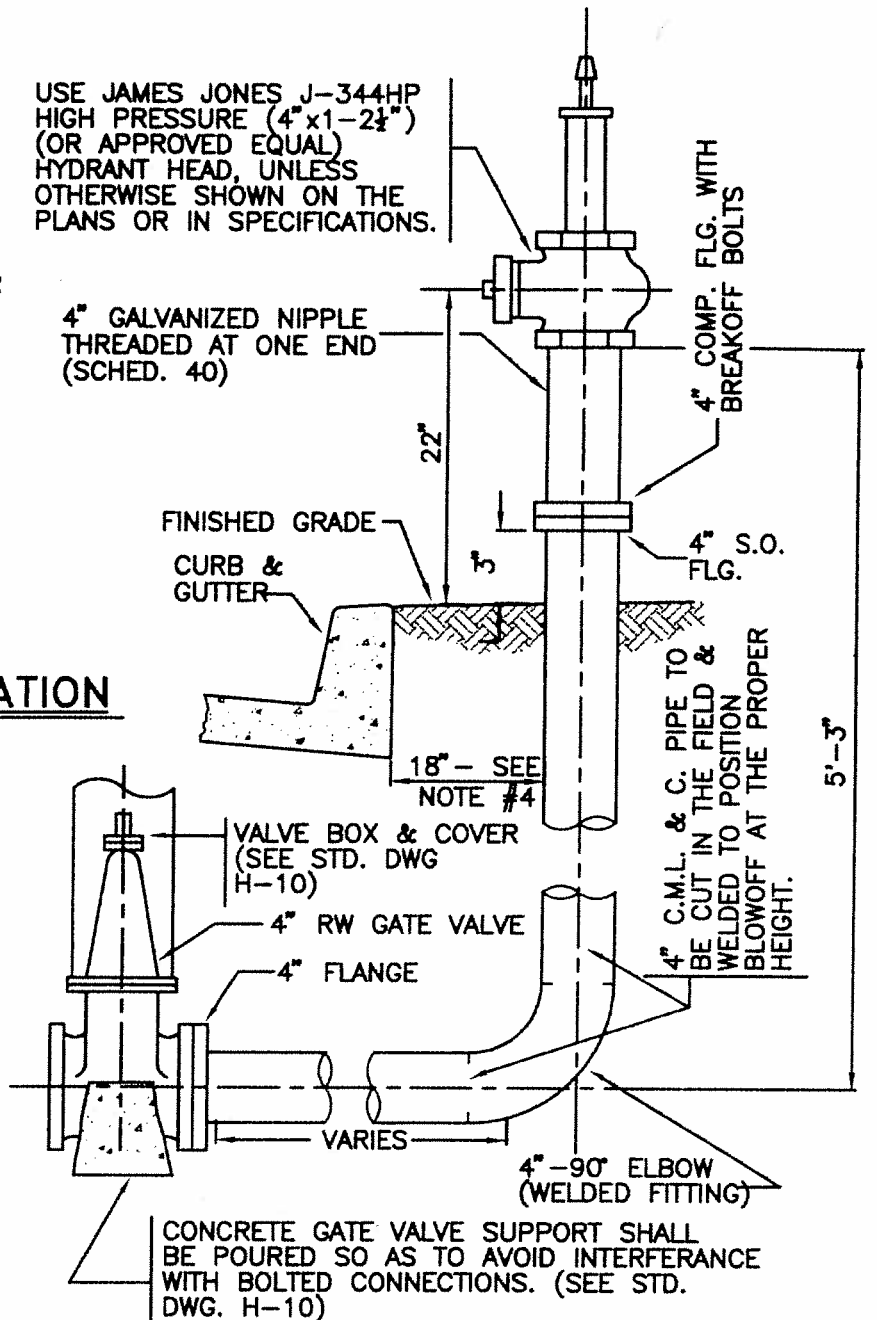 USE JAMES JONES J-344HP
HIGH PRESSURE (4"x1-2½")
(OR APPROVED EQUAL)
HYDRANT HEAD, UNLESS
OTHERWISE SHOWN ON THE
PLANS OR IN SPECIFICATIONS.
4" COMP. FLG. WITH
BREAKOFF BOLTS
4" GALVANIZED NIPPLE
THREADED AT ONE END
(SCHED. 40)
22"
FINISHED GRADE
3"
4" S.O.
FLG.
CURB &
GUTTER
ATION
18"- SEE
NOTE #4
4" C.M.L. & C. PIPE TO
BE CUT IN THE FIELD &
WELDED TO POSITION
BLOWOFF AT THE PROPER
HEIGHT.
5'-3"
VALVE BOX & COVER
(SEE STD. DWG
H-10)
4" RW GATE VALVE
4" FLANGE
VARIES
4"-90° ELBOW
(WELDED FITTING)
CONCRETE GATE VALVE SUPPORT SHALL
BE POURED SO AS TO AVOID INTERFERANCE
WITH BOLTED CONNECTIONS. (SEE STD.
DWG. H-10)